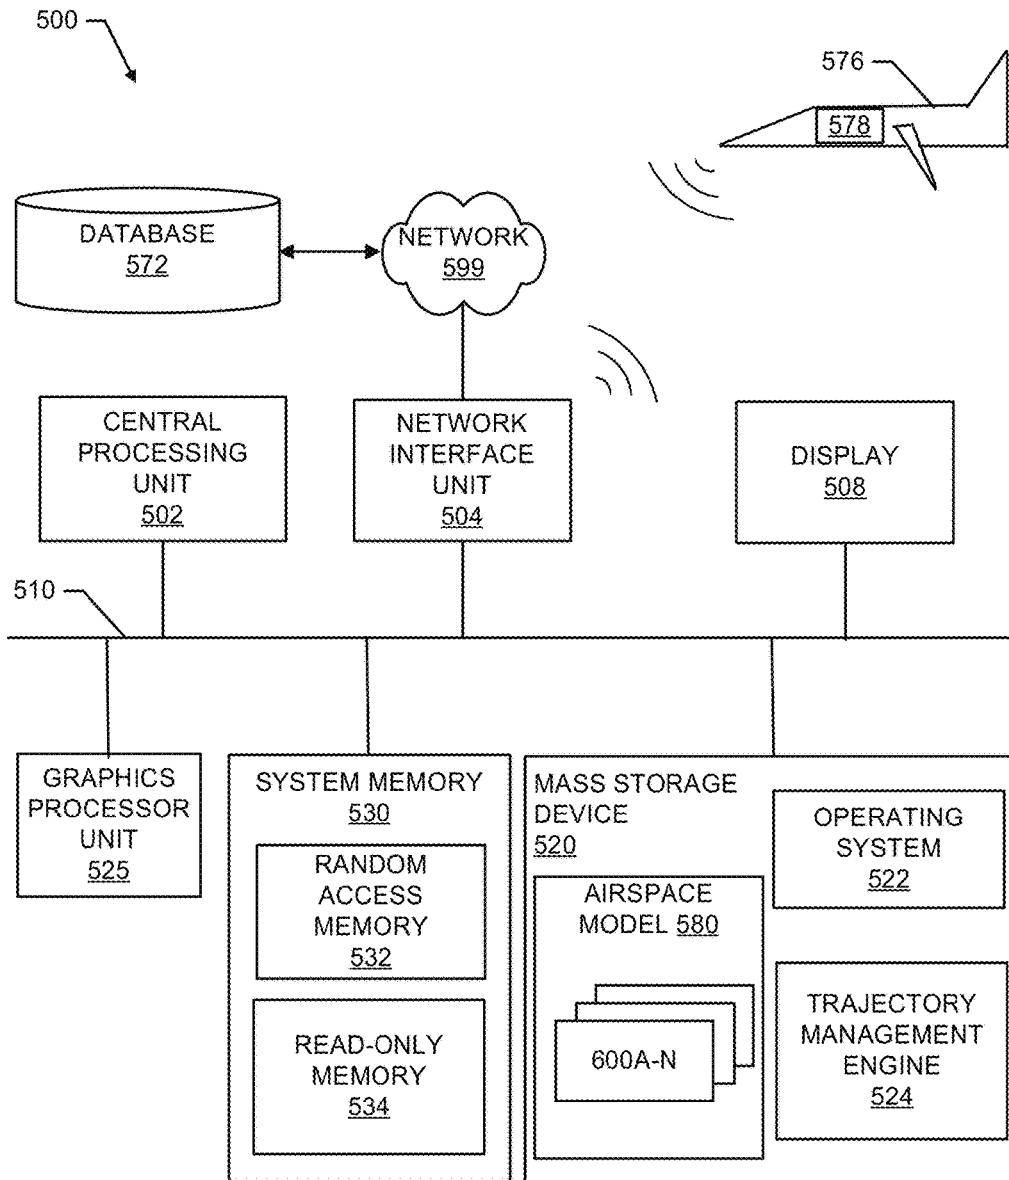 500
576
578
DATABASE
572
NETWORK
599
CENTRAL
PROCESSING
UNIT
502
NETWORK
INTERFACE
UNIT
504
DISPLAY
508
510
GRAPHICS
PROCESSOR
UNIT
525
SYSTEM MEMORY
530
RANDOM
ACCESS
MEMORY
532
READ-ONLY
MEMORY
534
MASS STORAGE
DEVICE
520
OPERATING
SYSTEM
522
AIRSPACE
MODEL 580
600A-N
TRAJECTORY
MANAGEMENT
ENGINE
524